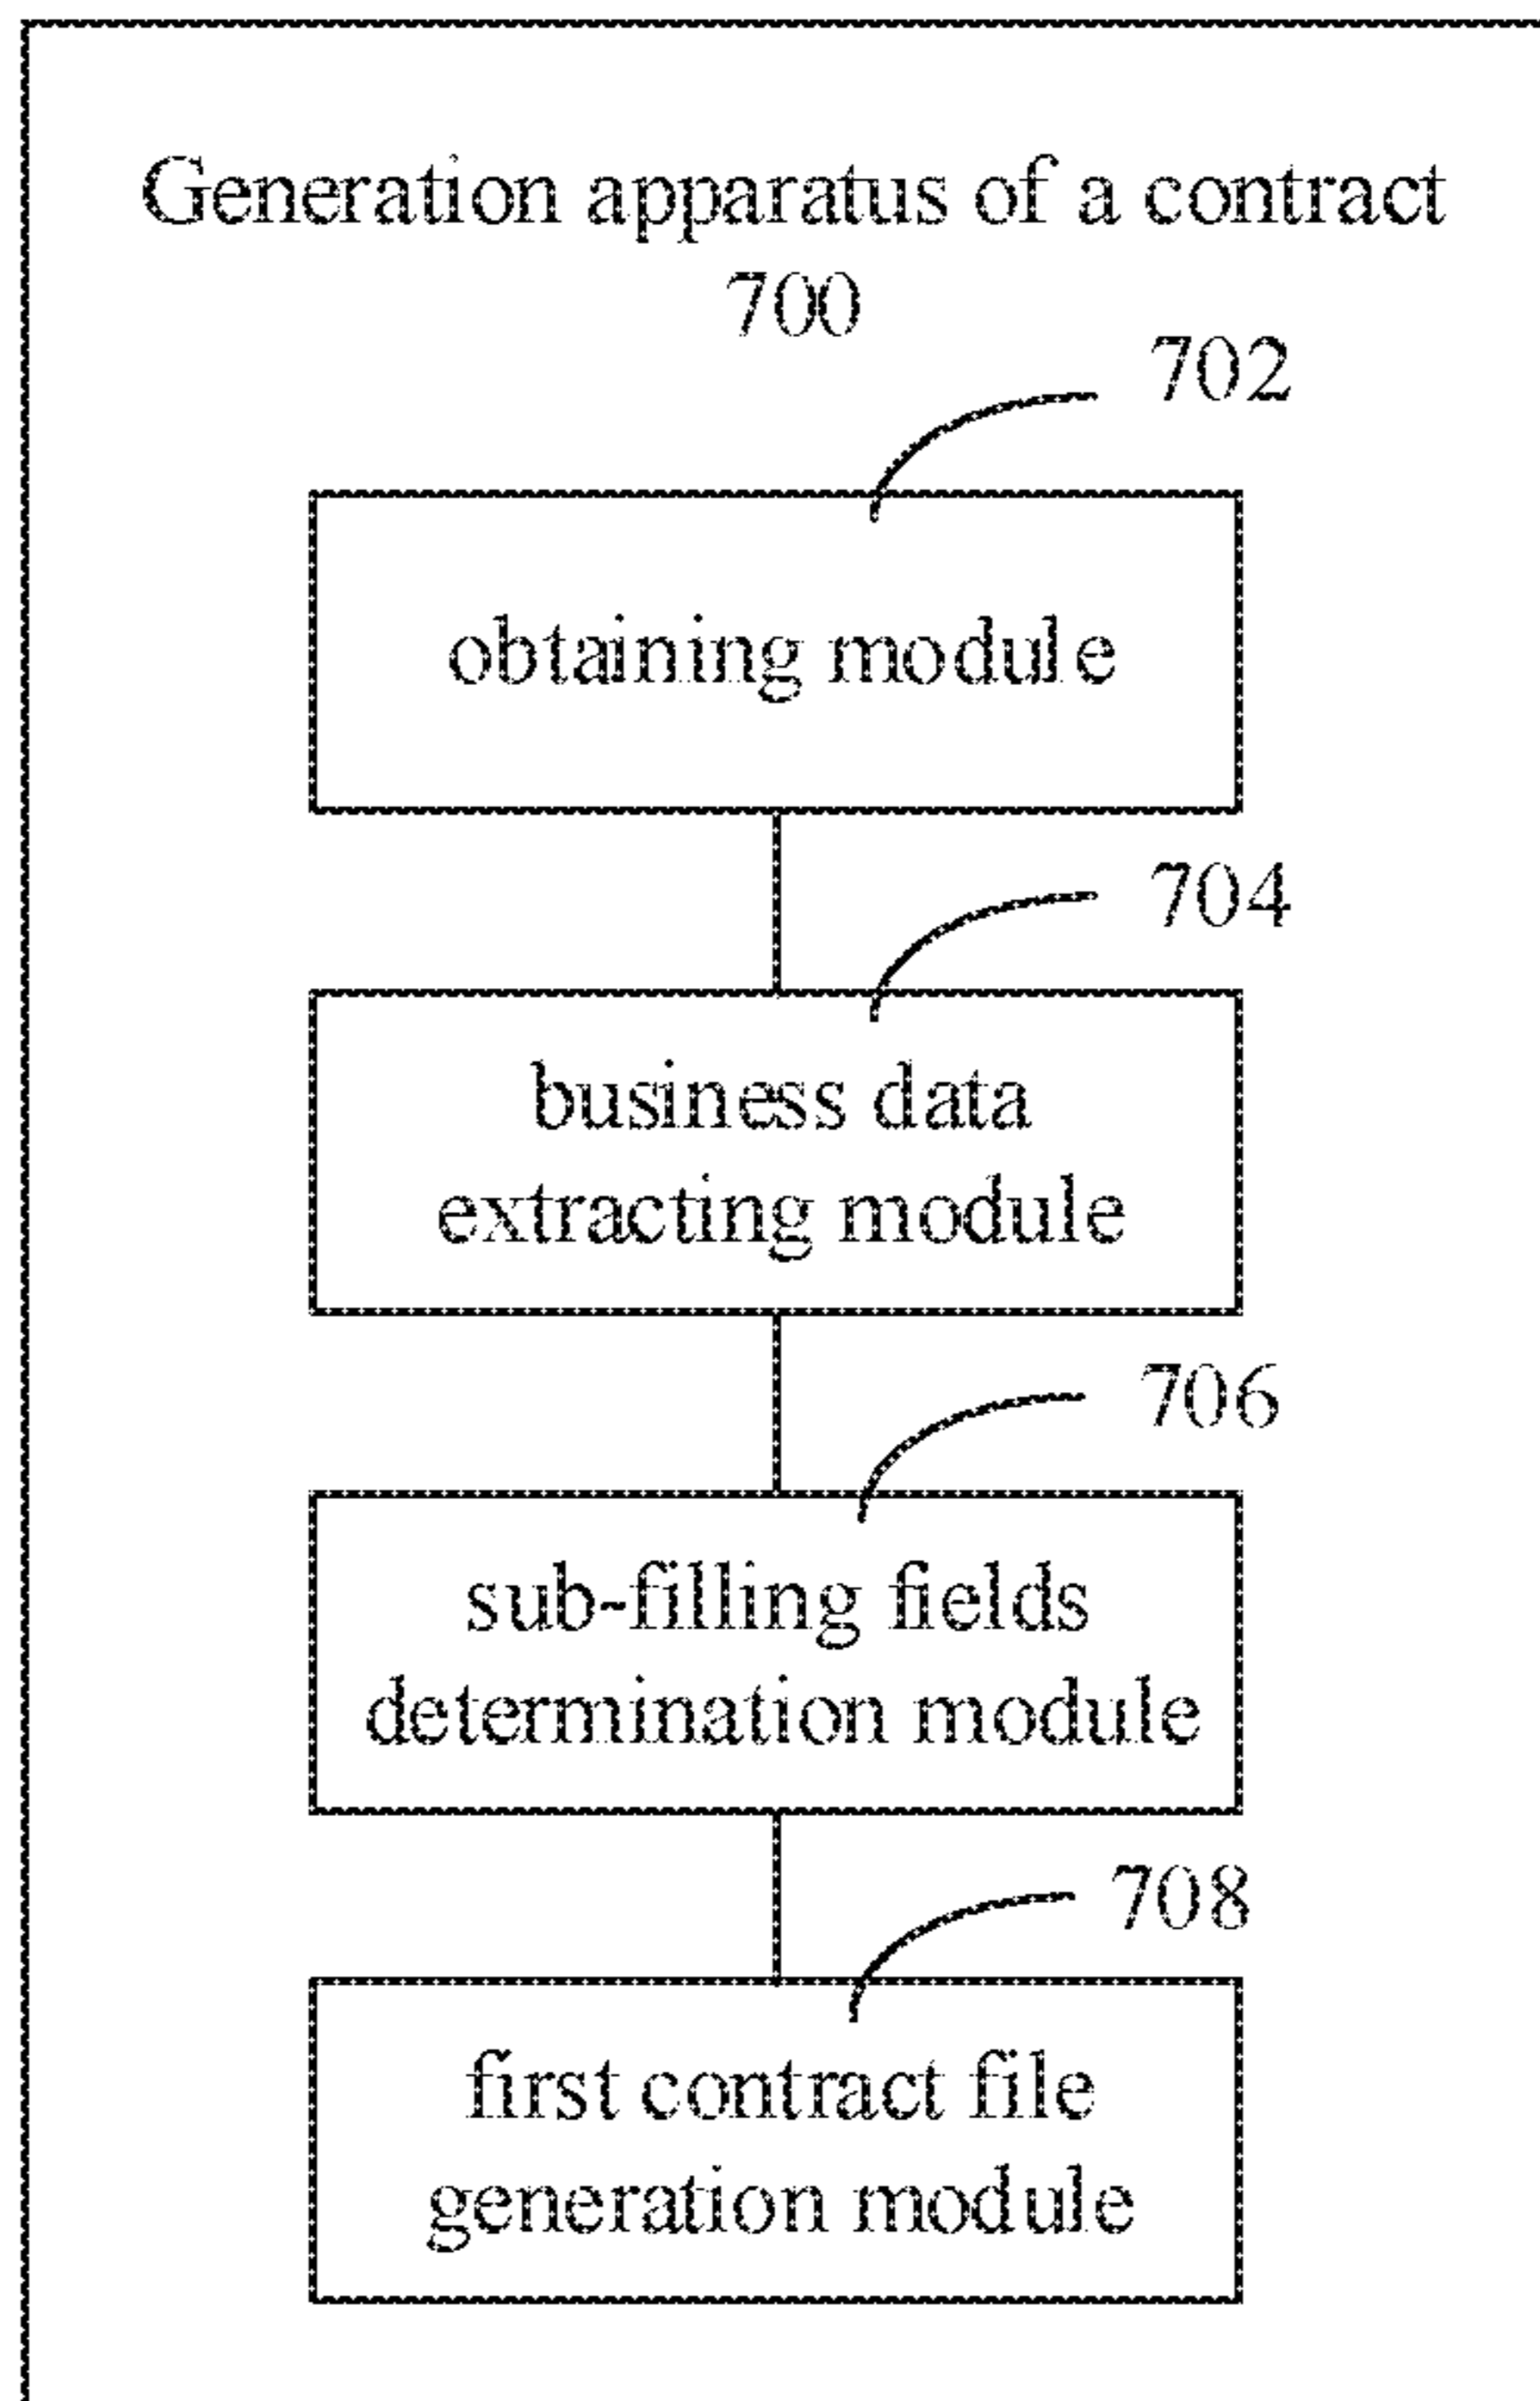 Generation apparatus of a contract
700
702
obtaining module
704
business data
extracting module
706
sub-filling fields
determination module
708
first contract file
generation module